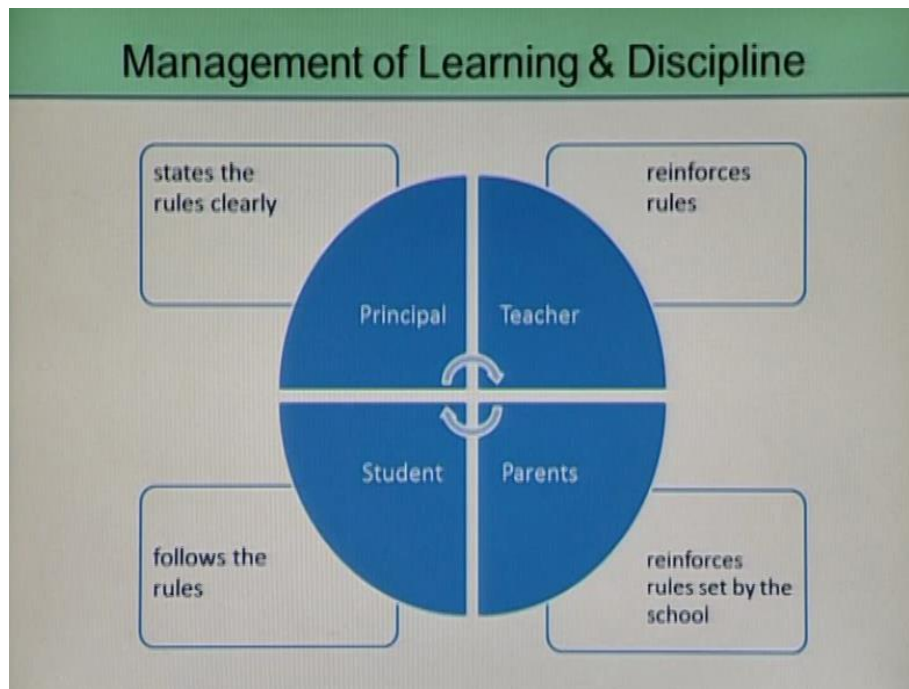 Management of Learning & Discipline
states the
rules clearly
reinforces
rules
Principal
Teacher
Student
Parents
follows the
rules
reinforces
rules set by the
school